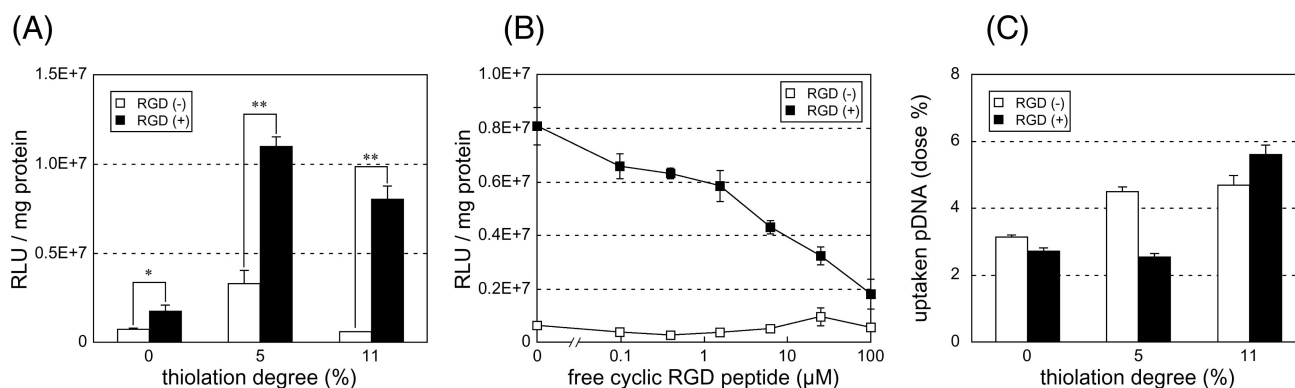 (A)
RLU / mg protein
1.5E+7
1.0E+7
0.5E+7
0
RGD (-)
RGD (+)
*
**
**
0 5 11
thiolation degree (%)
(B)
RLU / mg protein
1.0E+7
0.8E+7
0.6E+7
0.4E+7
0.2E+7
0
RGD (-)
RGD (+)
0 0.1 1 10 100
free cyclic RGD peptide (µM)
(C)
uptaken pDNA (dose %)
8
6
4
2
0
RGD (-)
RGD (+)
0 5 11
thiolation degree (%)